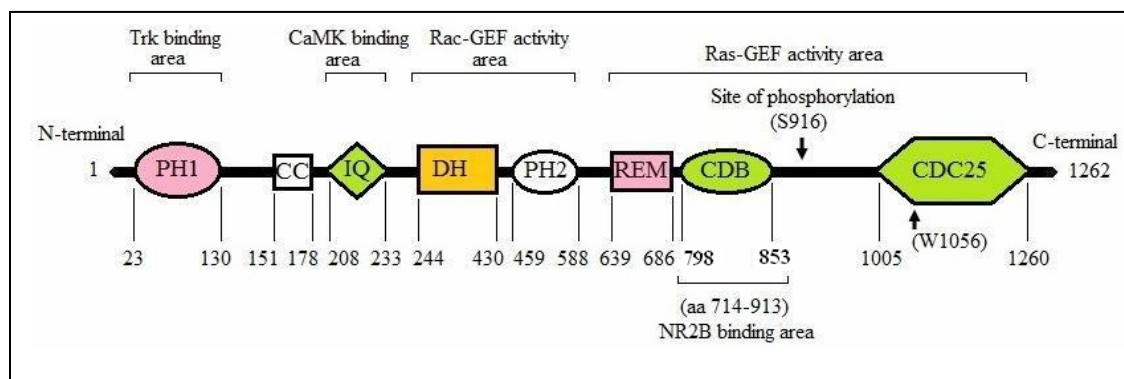 Trk binding
area
CaMK binding
area
Rac-GEF activity
area
Ras-GEF activity area
Site of phosphorylation
(S916)
N-terminal
1
PH1
CC
IQ
DH
PH2
REM
CDB
CDC25
C-terminal
1262
(W1056)
23 130 151 178 208 233 244 430 459 588 639 686 798 853 1005 1260
(aa 714-913)
NR2B binding area